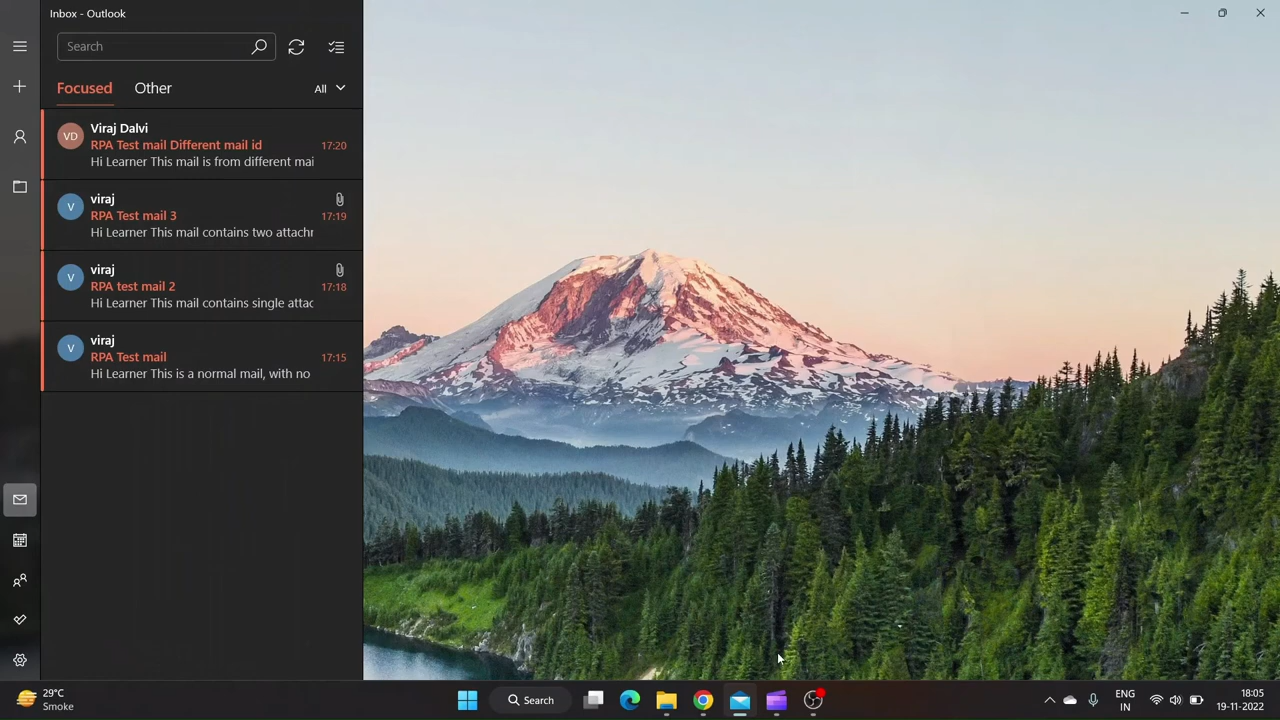 Inbox - Outlook
Search
Focused
Other
All
VD
Viraj Dalvi
RPA Test mail Different mail id
17:20
Hi Learner This mail is from different mai
V
viraj
RPA Test mail 3
17:19
Hi Learner This mail contains two attachr
V
viraj
RPA test mail 2
17:18
Hi Learner This mail contains single attac
V
viraj
RPA Test mail
17:15
Hi Learner This is a normal mail, with no
29°C
Smoke
Search
ENG
IN
18:05
19-11-2022